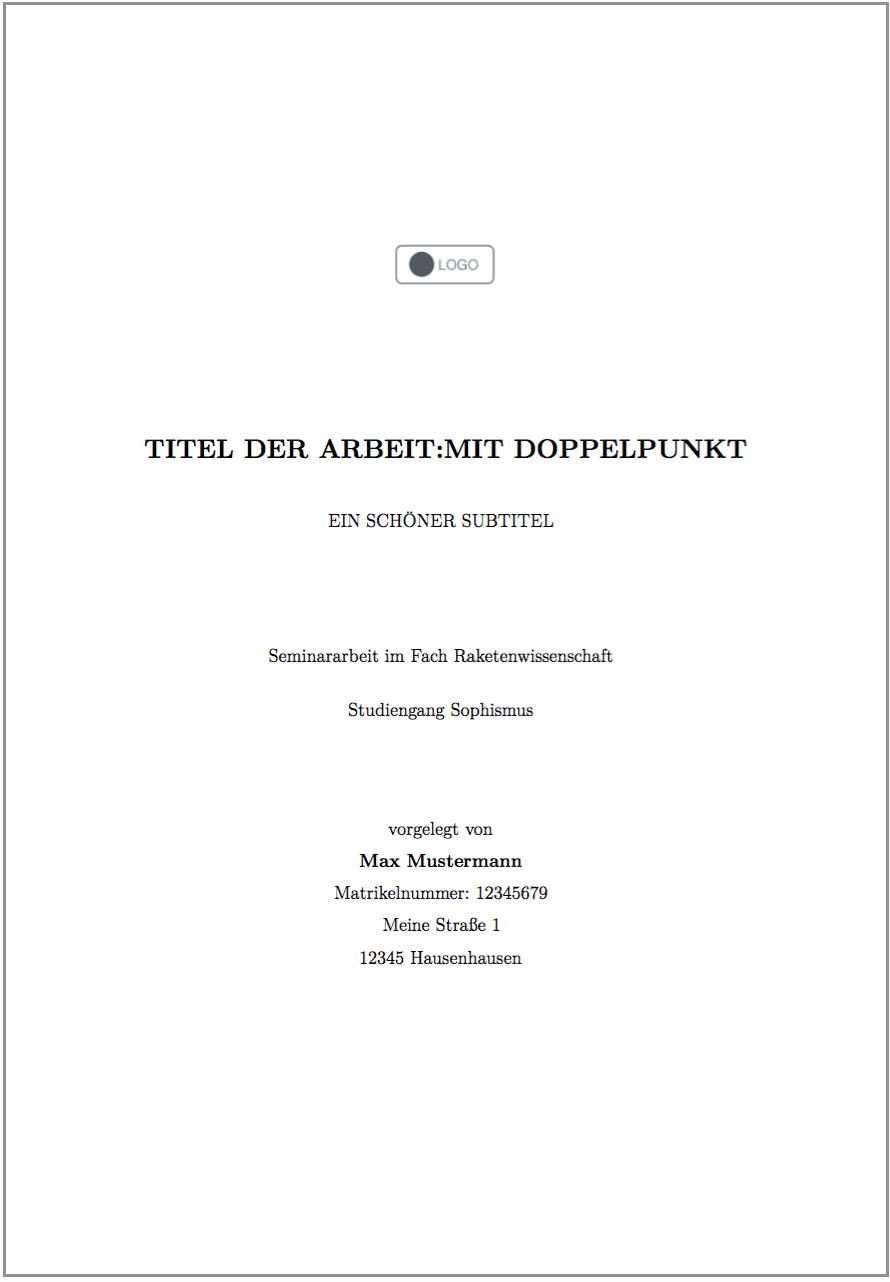 LOGO
TITEL DER ARBEIT:MIT DOPPELPUNKT
EIN SCHÖNER SUBTITEL
Seminararbeit im Fach Raketenwissenschaft
Studiengang Sophismus
vorgelegt von
Max Mustermann
Matrikelnummer: 12345679
Meine Straße 1
12345 Hausenhausen